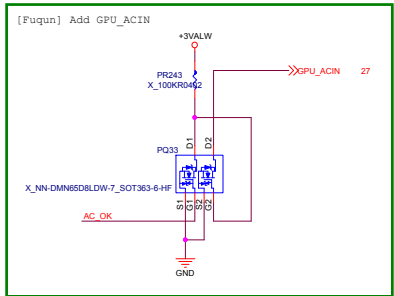 [Fuqun] Add GPU_ACIN
+3VALW
PR243
X_100KR0402
GPU_ACIN 27
D1
D2
PQ33
X_NN-DMN65D8LDW-7_SOT363-6-HF
S1
G1
S2
G2
AC_OK
GND